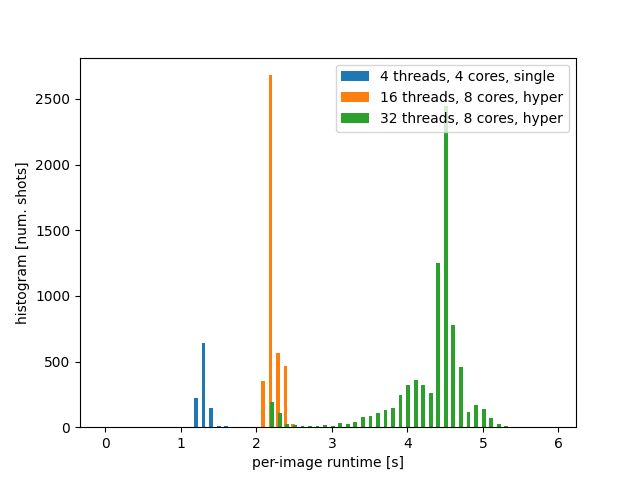 4 threads, 4 cores, single
16 threads, 8 cores, hyper
32 threads, 8 cores, hyper
histogram [num. shots]
2500
2000
1500
1000
500
0
0 1 2 3 4 5 6
per-image runtime [s]